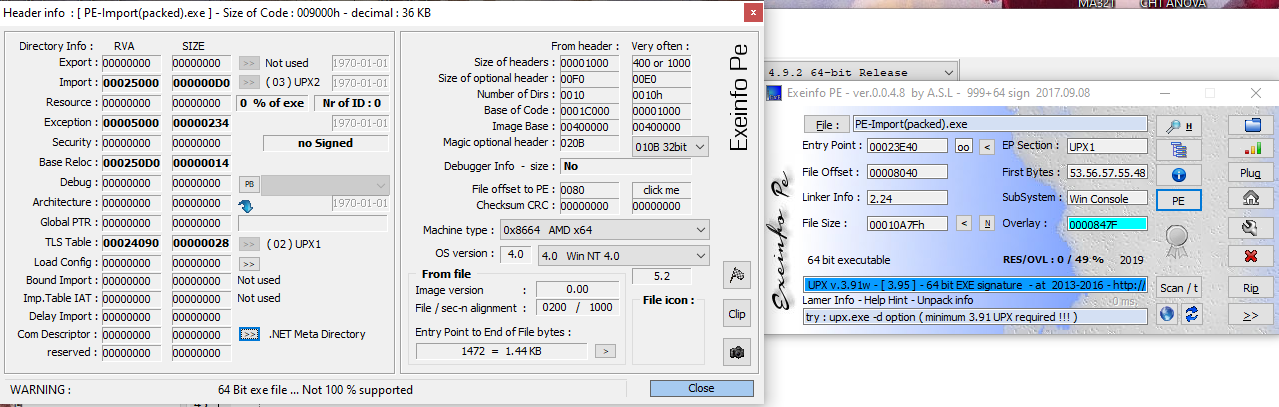 MA321 CHTANOVA
Header info : [ PE-Import(packed).exe ] - Size of Code : 009000h - decimal : 36 KB
x
Directory Info : RVA SIZE
Export : 00000000 00000000 >> Not used 1970-01-01
Import : 00025000 000000D0 >> ( 03 ) UPX2 1970-01-01
Resource : 00000000 00000000 0 % of exe Nr of ID : 0
Exception : 00005000 00000234 1970-01-01
Security : 00000000 00000000 no Signed
Base Reloc : 000250D0 00000014
Debug : 00000000 00000000 PB
Architecture : 00000000 00000000 1970-01-01
Global PTR : 00000000 00000000
TLS Table : 00024090 00000028 >> ( 02 ) UPX1
Load Config : 00000000 00000000 >>
Bound Import : 00000000 00000000 Not used
Imp.Table IAT : 00000000 00000000 Not used
Delay Import : 00000000 00000000
Com Descriptor : 00000000 00000000 >> .NET Meta Directory
reserved : 00000000 00000000
From header : Very often :
Size of headers : 00001000 400 or 1000
Size of optional header : 00F0 00E0
Number of Dirs : 0010 0010h
Base of Code : 0001C000 00001000
Image Base : 00400000 00400000
Magic optional header : 020B 010B 32bit
Debugger Info - size : No
File offset to PE : 0080 click me
Checksum CRC : 00000000 00000000
Machine type : 0x8664 AMD x64
OS version : 4.0 4.0 Win NT 4.0
From file 5.2
Image version : 0.00
File / sec-n alignment : 0200 / 1000
File icon :
Entry Point to End of File bytes :
1472 = 1.44 KB >
Exeinfo Pe
Clip
WARNING : 64 Bit exe file ... Not 100 % supported
Close
4.9.2 64-bit Release
Exeinfo PE - ver.0.0.4.8 by A.S.L - 999+64 sign 2017.09.08
File : PE-Import(packed).exe H
Entry Point : 00023E40 oo < EP Section : UPX1
File Offset : 00008040 First Bytes : 53.56.57.55.48 Plug
Linker Info : 2.24 SubSystem : Win Console PE
File Size : 00010A7Fh < N Overlay : 0000847F
64 bit executable RES/OVL : 0 / 49 % 2019
UPX v.3.91w - [ 3.95 ] - 64 bit EXE signature - at 2013-2016 - http:// Scan / t Rip
Lamer Info - Help Hint - Unpack info 0 ms.
try : upx.exe -d option ( minimum 3.91 UPX required !!! ) >>
Exeinfo Pe